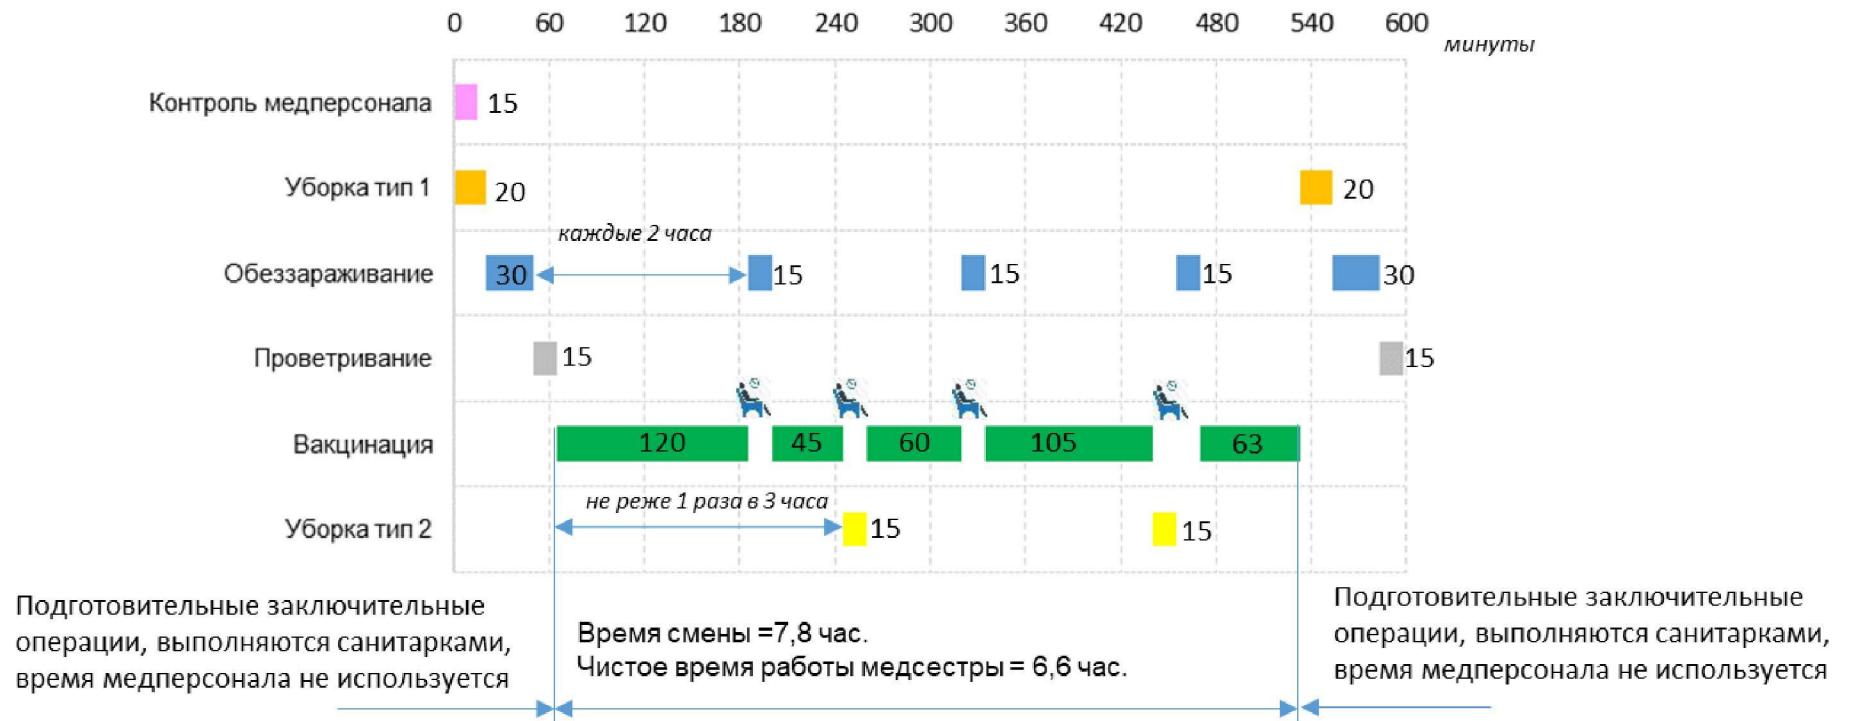 0 60 120 180 240 300 360 420 480 540 600
минуты
Контроль медперсонала 15
Уборка тип 1 20 20
каждые 2 часа
Обеззараживание 30 15 15 15 30
Проветривание 15 15
Вакцинация 120 45 60 105 63
не реже 1 раза в 3 часа
Уборка тип 2 15 15
Подготовительные заключительные
операции, выполняются санитарками,
время медперсонала не используется
Время смены =7,8 час.
Чистое время работы медсестры = 6,6 час.
Подготовительные заключительные
операции, выполняются санитарками,
время медперсонала не используется